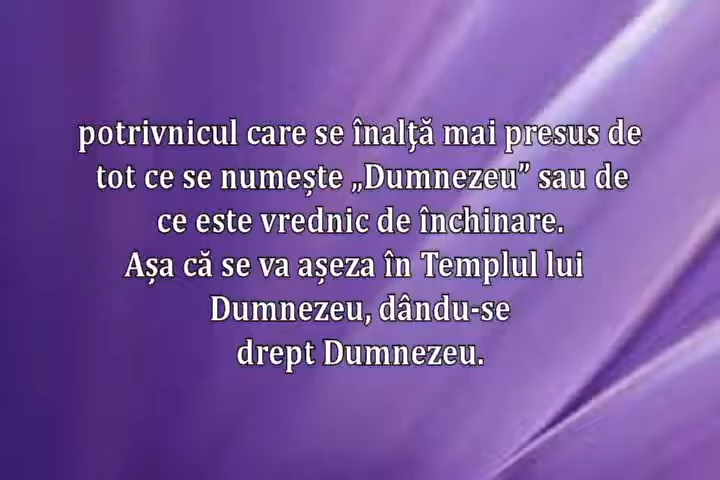 potrivnicul care se înalță mai presus de
tot ce se numește „Dumnezeu” sau de
ce este vrednic de închinare.
Așa că se va așeza în Templul lui
Dumnezeu, dându-se
drept Dumnezeu.